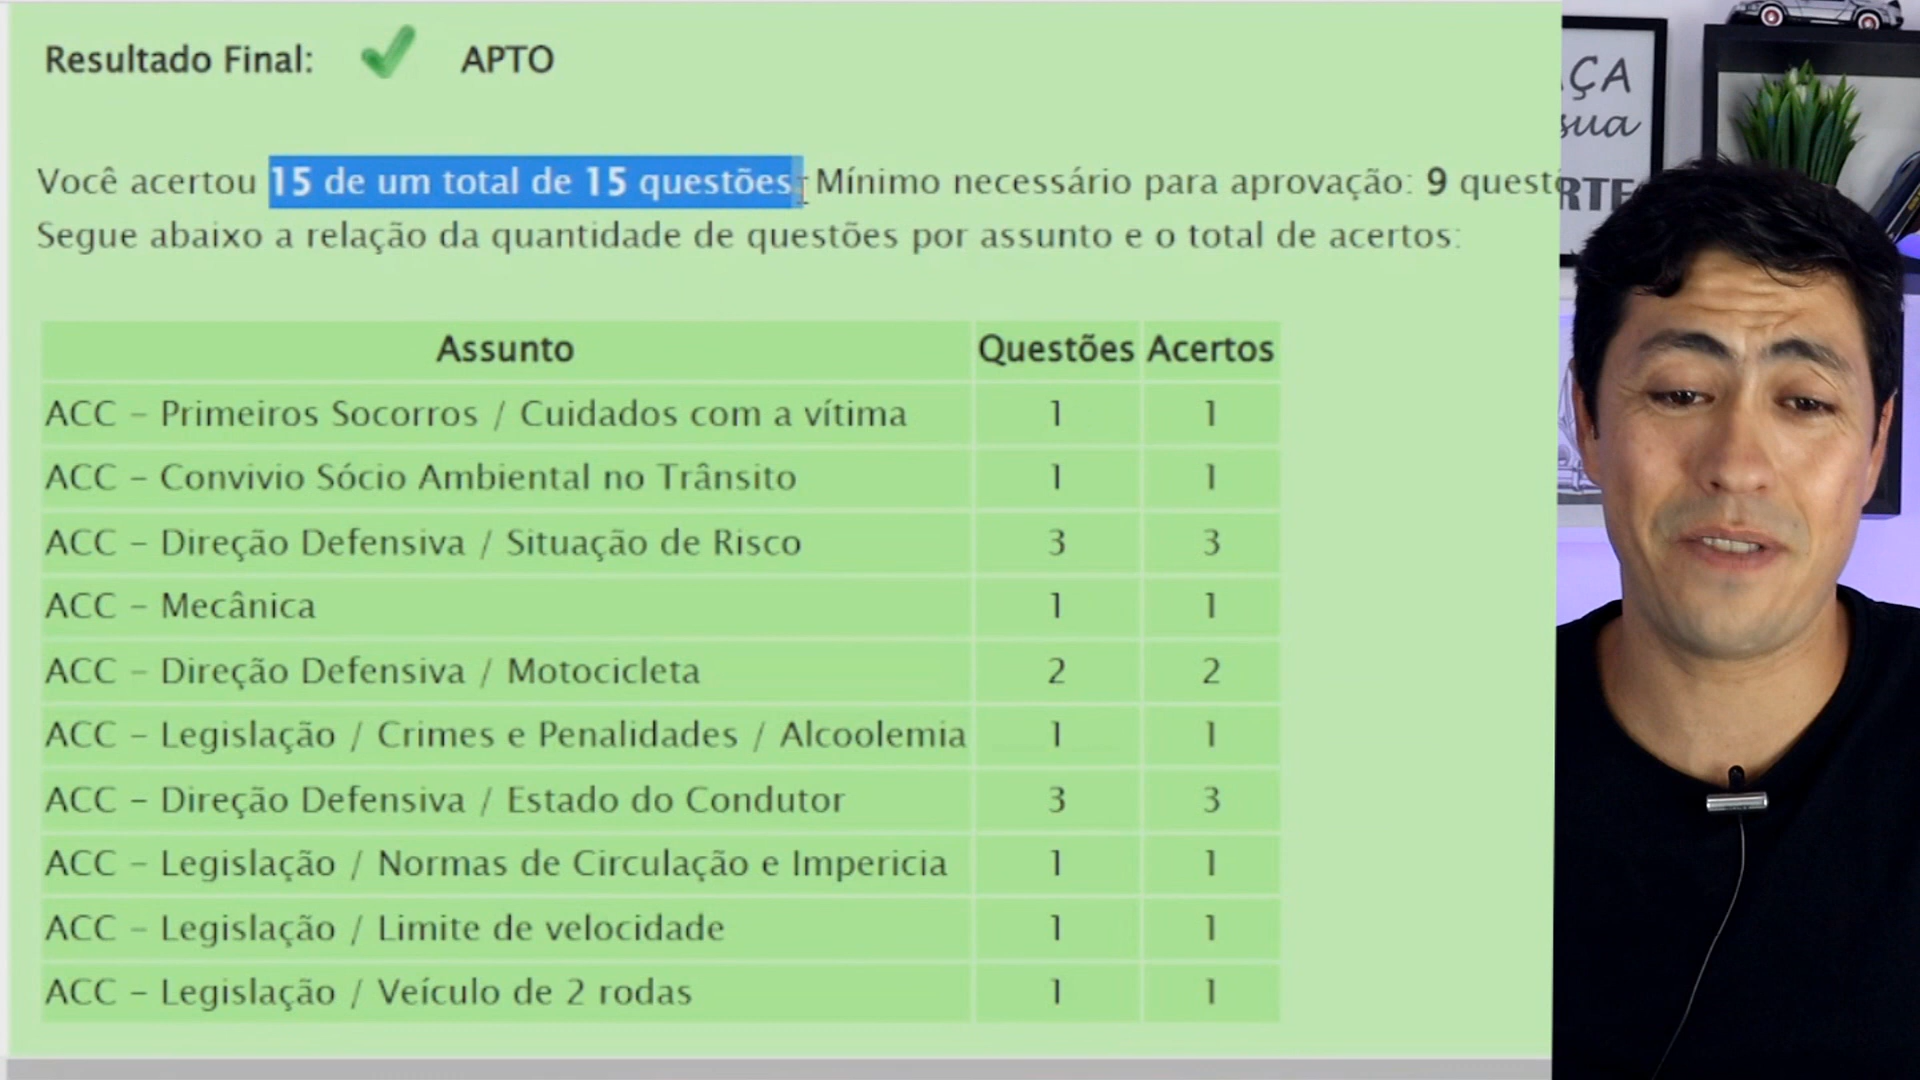 Resultado Final: APTO
Você acertou 15 de um total de 15 questões. Mínimo necessário para aprovação: 9
Segue abaixo a relação da quantidade de questões por assunto e o total de acertos:
Assunto Questões Acertos
ACC - Primeiros Socorros / Cuidados com a vítima 1 1
ACC - Convivio Sócio Ambiental no Trânsito 1 1
ACC - Direção Defensiva / Situação de Risco 3 3
ACC - Mecânica 1 1
ACC - Direção Defensiva / Motocicleta 2 2
ACC - Legislação / Crimes e Penalidades / Alcoolemia 1 1
ACC - Direção Defensiva / Estado do Condutor 3 3
ACC - Legislação / Normas de Circulação e Impericia 1 1
ACC - Legislação / Limite de velocidade 1 1
ACC - Legislação / Veículo de 2 rodas 1 1
sua